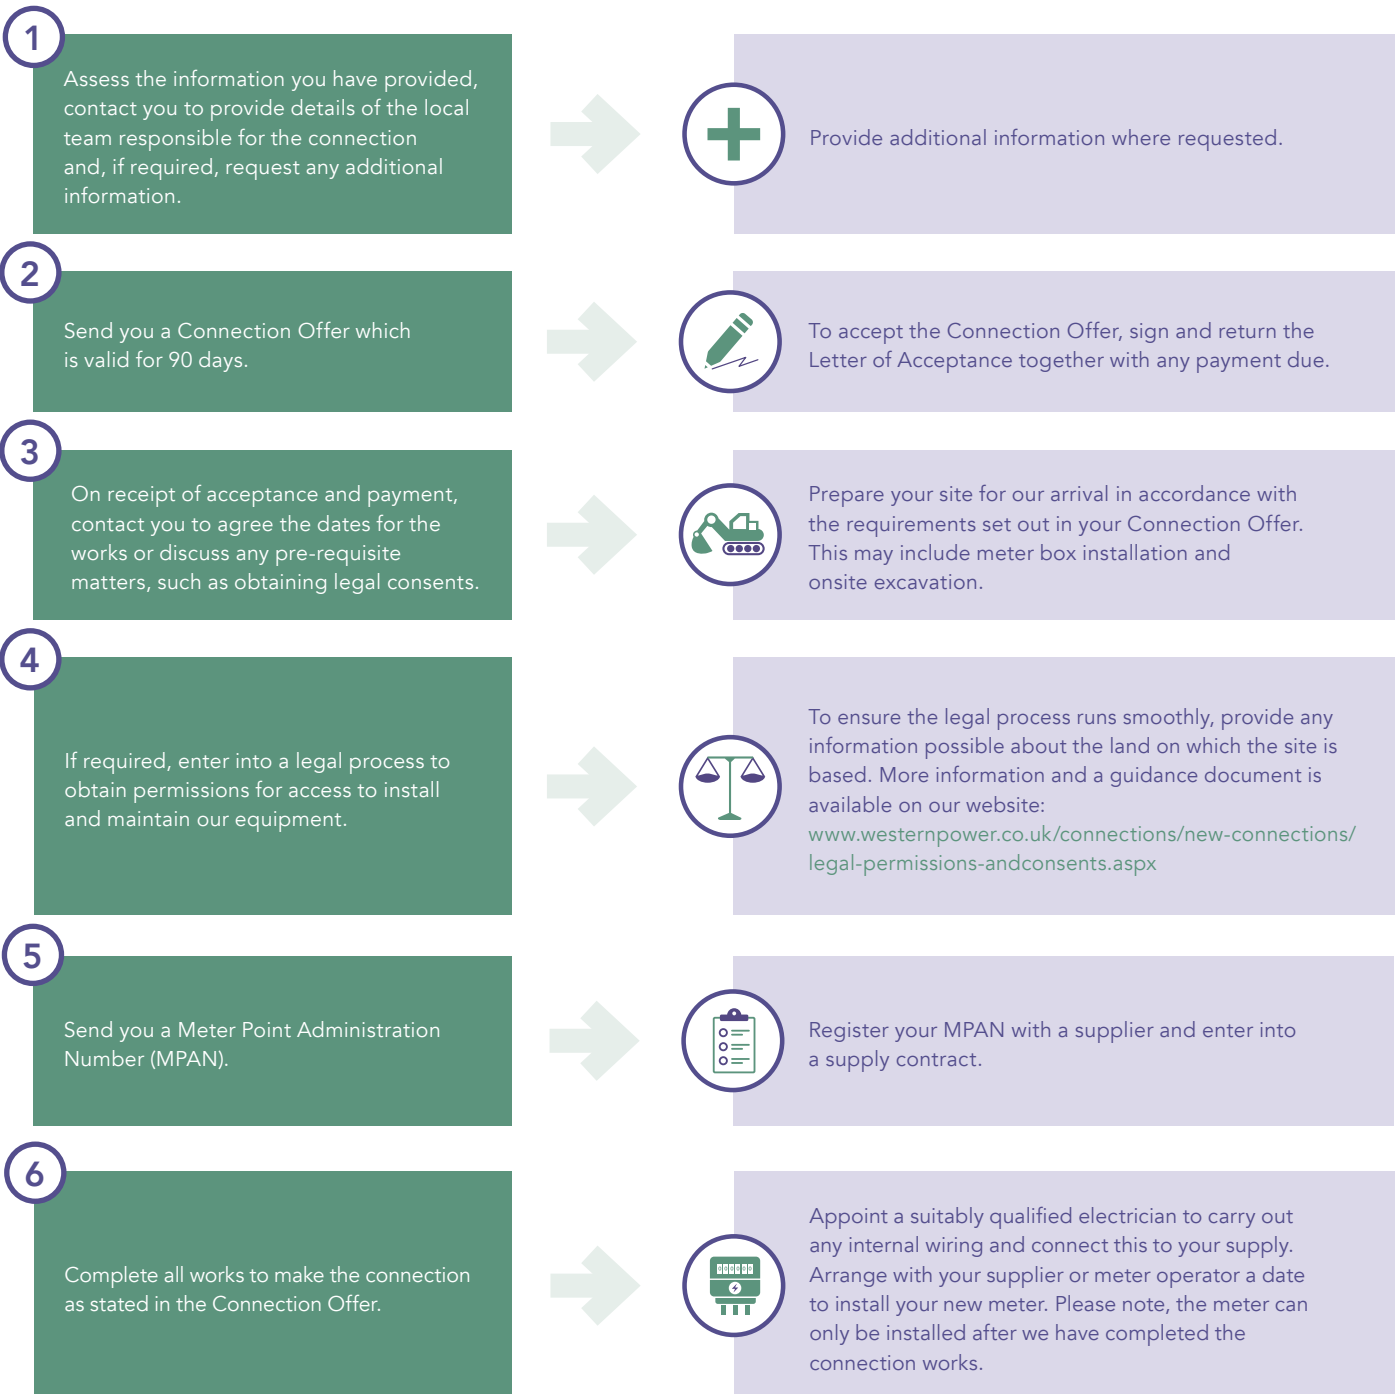 1
Assess the information you have provided,
contact you to provide details of the local
team responsible for the connection
and, if required, request any additional
information.
Provide additional information where requested.
2
Send you a Connection Offer which
is valid for 90 days.
To accept the Connection Offer, sign and return the
Letter of Acceptance together with any payment due.
3
On receipt of acceptance and payment,
contact you to agree the dates for the
works or discuss any pre-requisite
matters, such as obtaining legal consents.
Prepare your site for our arrival in accordance with
the requirements set out in your Connection Offer.
This may include meter box installation and
onsite excavation.
4
If required, enter into a legal process to
obtain permissions for access to install
and maintain our equipment.
To ensure the legal process runs smoothly, provide any
information possible about the land on which the site is
based. More information and a guidance document is
available on our website:
www.westernpower.co.uk/connections/new-connections/
legal-permissions-andconsents.aspx
5
Send you a Meter Point Administration
Number (MPAN).
Register your MPAN with a supplier and enter into
a supply contract.
6
Complete all works to make the connection
as stated in the Connection Offer.
Appoint a suitably qualified electrician to carry out
any internal wiring and connect this to your supply.
Arrange with your supplier or meter operator a date
to install your new meter. Please note, the meter can
only be installed after we have completed the
connection works.